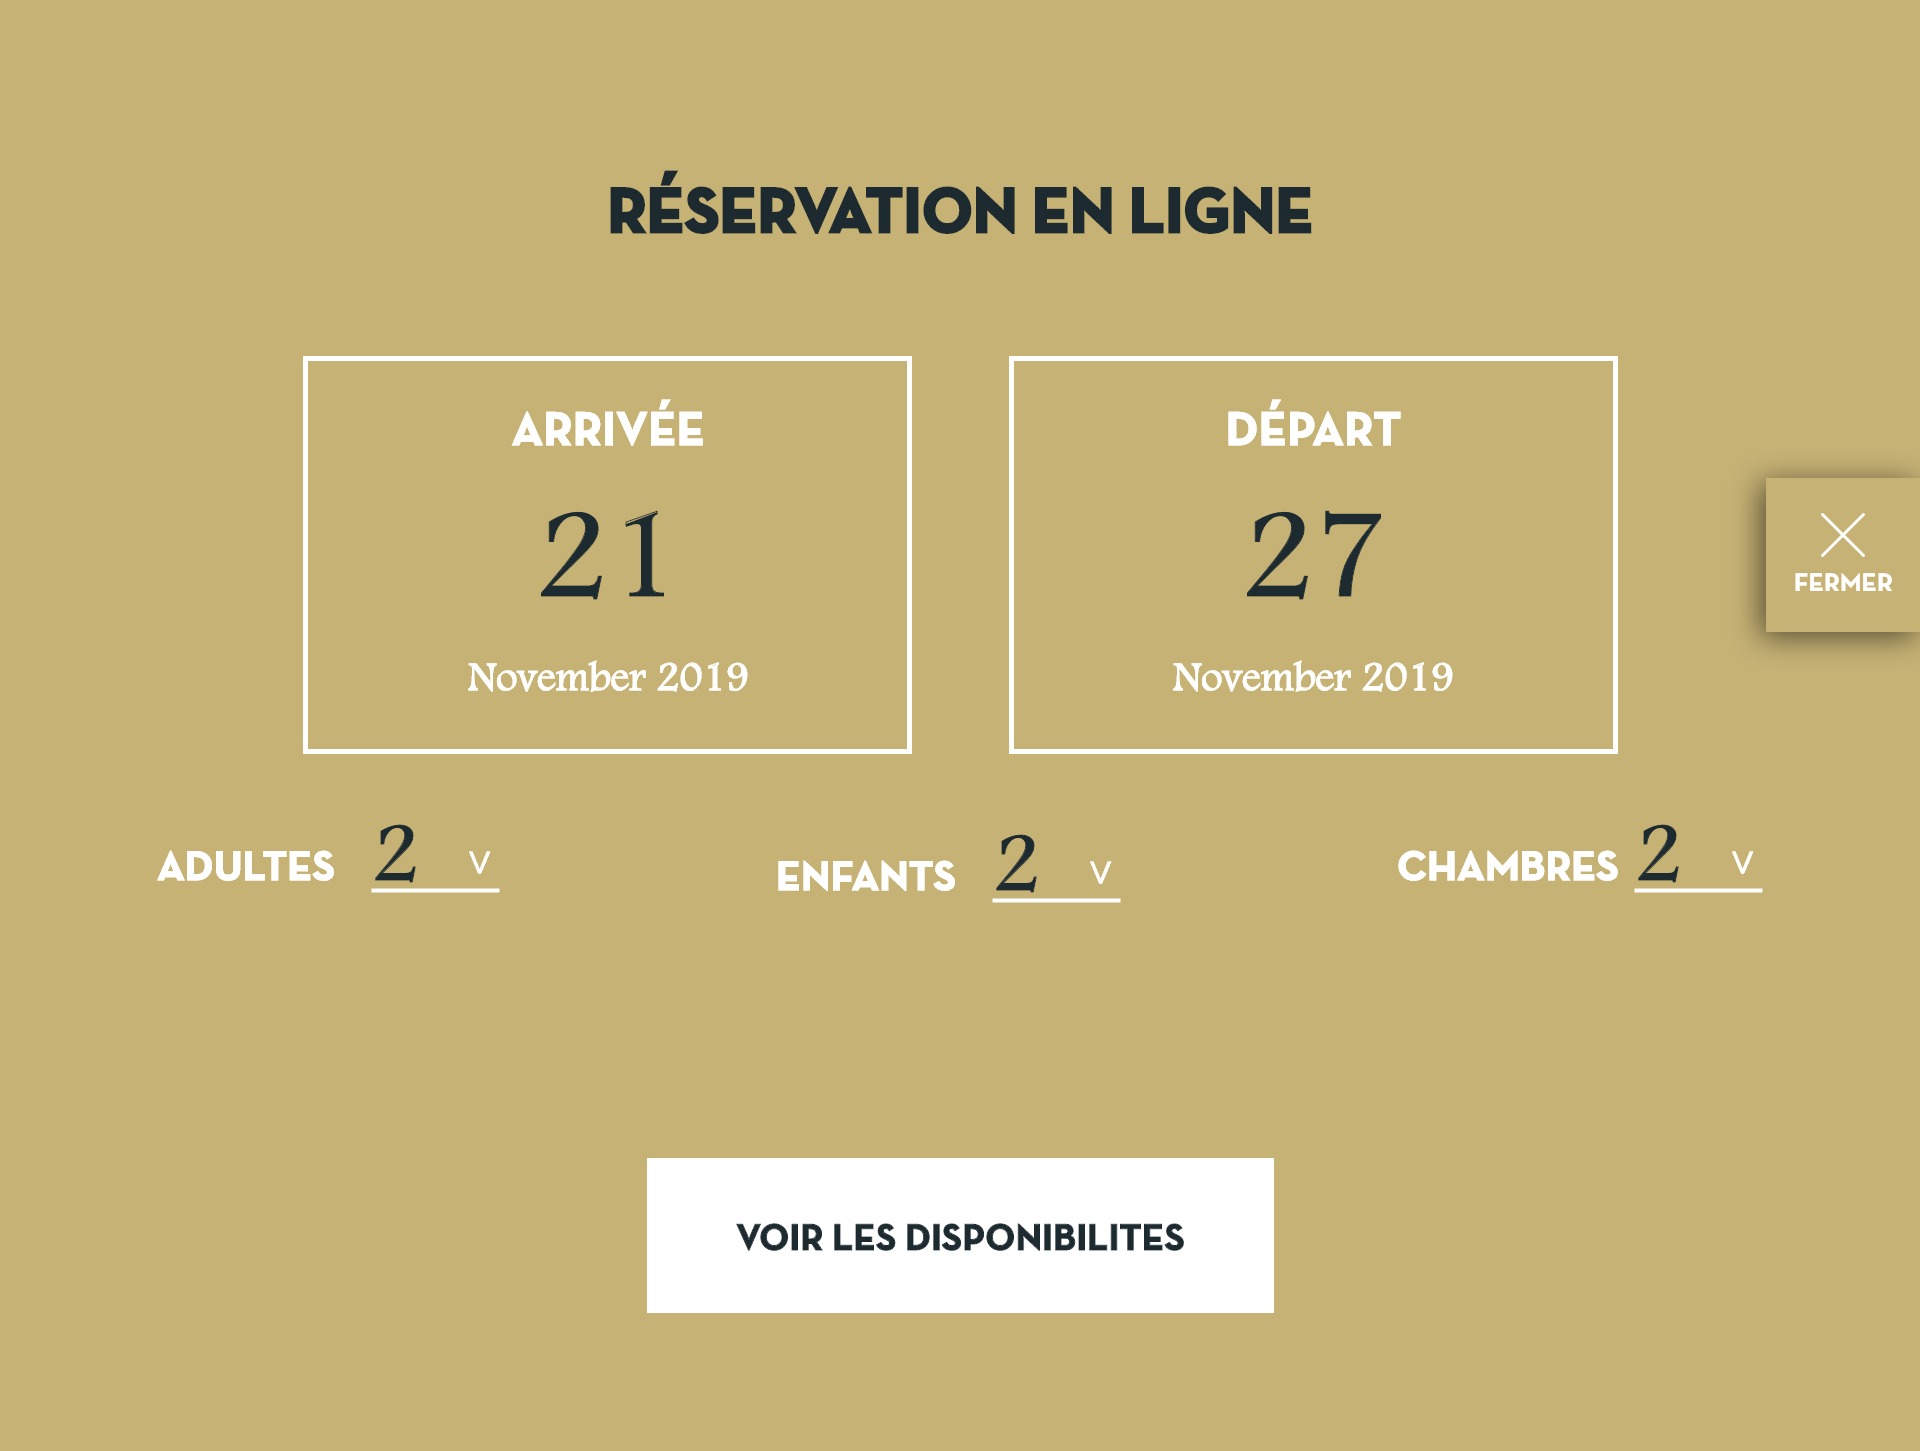 RÉSERVATION EN LIGNE
ARRIVÉE
21
November 2019
DÉPART
27
November 2019
FERMER
ADULTES 2 V
ENFANTS 2 V
CHAMBRES 2 V
VOIR LES DISPONIBILITES